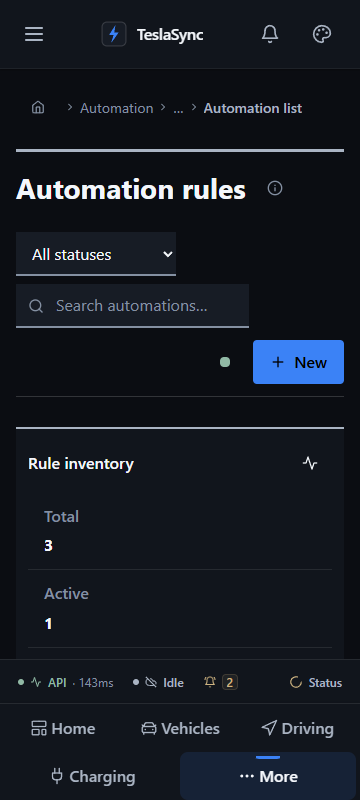 TeslaSync
Automation ... Automation list
Automation rules
All statuses
Search automations...
New
Rule inventory
Total
3
Active
1
API · 143ms Idle 2 Status
Home Vehicles Driving
Charging More